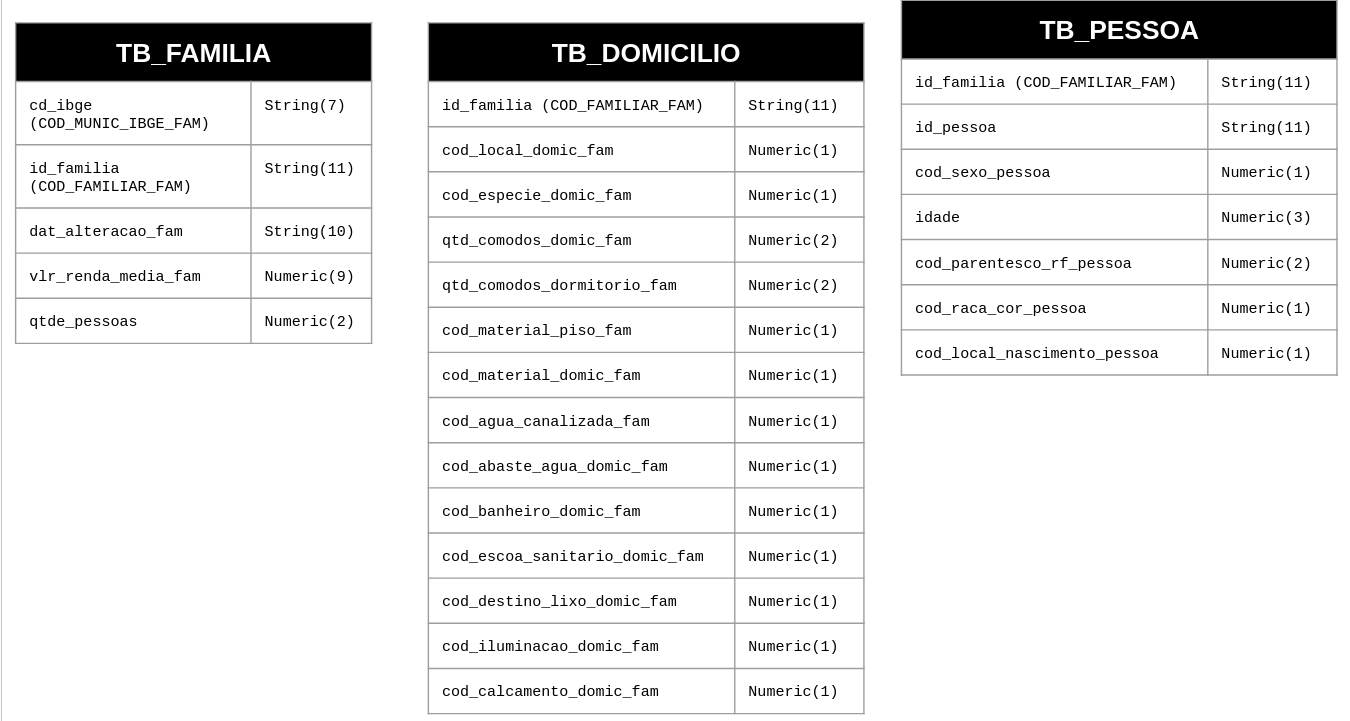 TB_FAMILIA
cd_ibge String(7)
(COD_MUNIC_IBGE_FAM)
id_familia String(11)
(COD_FAMILIAR_FAM)
dat_alteracao_fam String(10)
vlr_renda_media_fam Numeric(9)
qtde_pessoas Numeric(2)
TB_DOMICILIO
id_familia (COD_FAMILIAR_FAM) String(11)
cod_local_domic_fam Numeric(1)
cod_especie_domic_fam Numeric(1)
qtd_comodos_domic_fam Numeric(2)
qtd_comodos_dormitorio_fam Numeric(2)
cod_material_piso_fam Numeric(1)
cod_material_domic_fam Numeric(1)
cod_agua_canalizada_fam Numeric(1)
cod_abaste_agua_domic_fam Numeric(1)
cod_banheiro_domic_fam Numeric(1)
cod_escoa_sanitario_domic_fam Numeric(1)
cod_destino_lixo_domic_fam Numeric(1)
cod_iluminacao_domic_fam Numeric(1)
cod_calcamento_domic_fam Numeric(1)
TB_PESSOA
id_familia (COD_FAMILIAR_FAM) String(11)
id_pessoa String(11)
cod_sexo_pessoa Numeric(1)
idade Numeric(3)
cod_parentesco_rf_pessoa Numeric(2)
cod_raca_cor_pessoa Numeric(1)
cod_local_nascimento_pessoa Numeric(1)